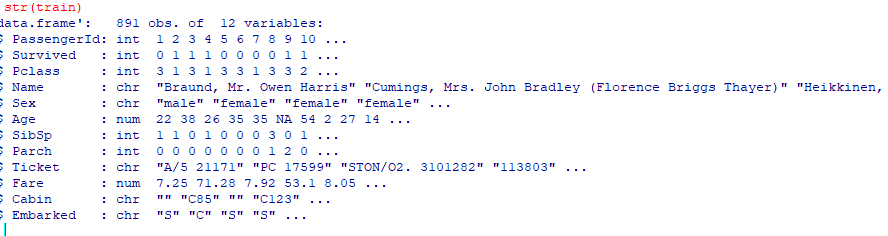 str(train)
data.frame':   891 obs. of  12 variables:
$ PassengerId: int  1 2 3 4 5 6 7 8 9 10 ...
$ Survived   : int  0 1 1 1 0 0 0 0 1 1 ...
$ Pclass     : int  3 1 3 1 3 3 1 3 3 2 ...
$ Name       : chr  "Braund, Mr. Owen Harris" "Cumings, Mrs. John Bradley (Florence Briggs Thayer)" "Heikkinen,
$ Sex        : chr  "male" "female" "female" "female" ...
$ Age        : num  22 38 26 35 35 NA 54 2 27 14 ...
$ SibSp      : int  1 1 0 1 0 0 0 3 0 1 ...
$ Parch      : int  0 0 0 0 0 0 0 1 2 0 ...
$ Ticket     : chr  "A/5 21171" "PC 17599" "STON/O2. 3101282" "113803" ...
$ Fare       : num  7.25 71.28 7.92 53.1 8.05 ...
$ Cabin      : chr  "" "C85" "" "C123" ...
$ Embarked   : chr  "S" "C" "S" "S" ...